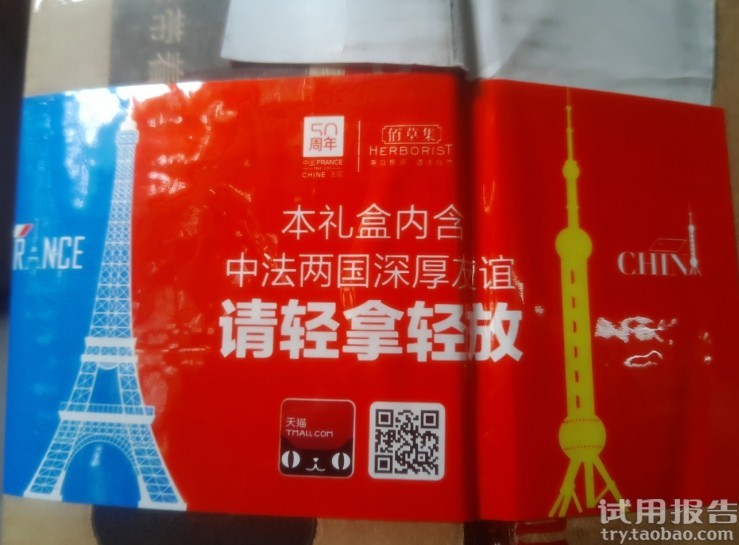 50
周年
FRANCE
CHINE
佰草集
HERBORIST
本礼盒内含
中法两国深厚友谊
请轻拿轻放
FRANCE
CHINA
天猫
TMALL.COM
试用报告
try.taobao.com